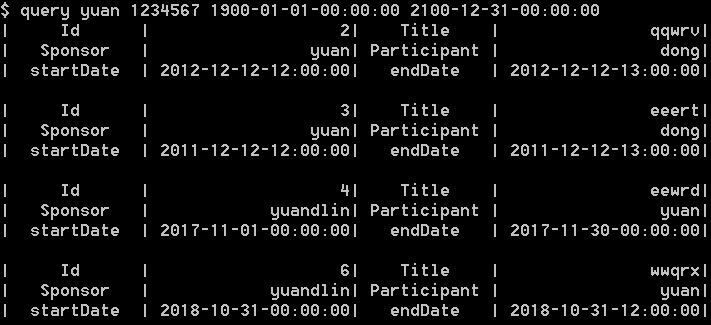 $ query yuan 1234567 1900-01-01-00:00:00 2100-12-31-00:00:00
| Id | 2| Title | qqwrv|
| Sponsor | yuan| Participant | dong|
| startDate | 2012-12-12-12:00:00| endDate | 2012-12-12-13:00:00|
| Id | 3| Title | eeert|
| Sponsor | yuan| Participant | dong|
| startDate | 2011-12-12-12:00:00| endDate | 2011-12-12-13:00:00|
| Id | 4| Title | eewrd|
| Sponsor | yuandlin| Participant | yuan|
| startDate | 2017-11-01-00:00:00| endDate | 2017-11-30-00:00:00|
| Id | 6| Title | wwqrx|
| Sponsor | yuandlin| Participant | yuan|
| startDate | 2018-10-31-00:00:00| endDate | 2018-10-31-12:00:00|